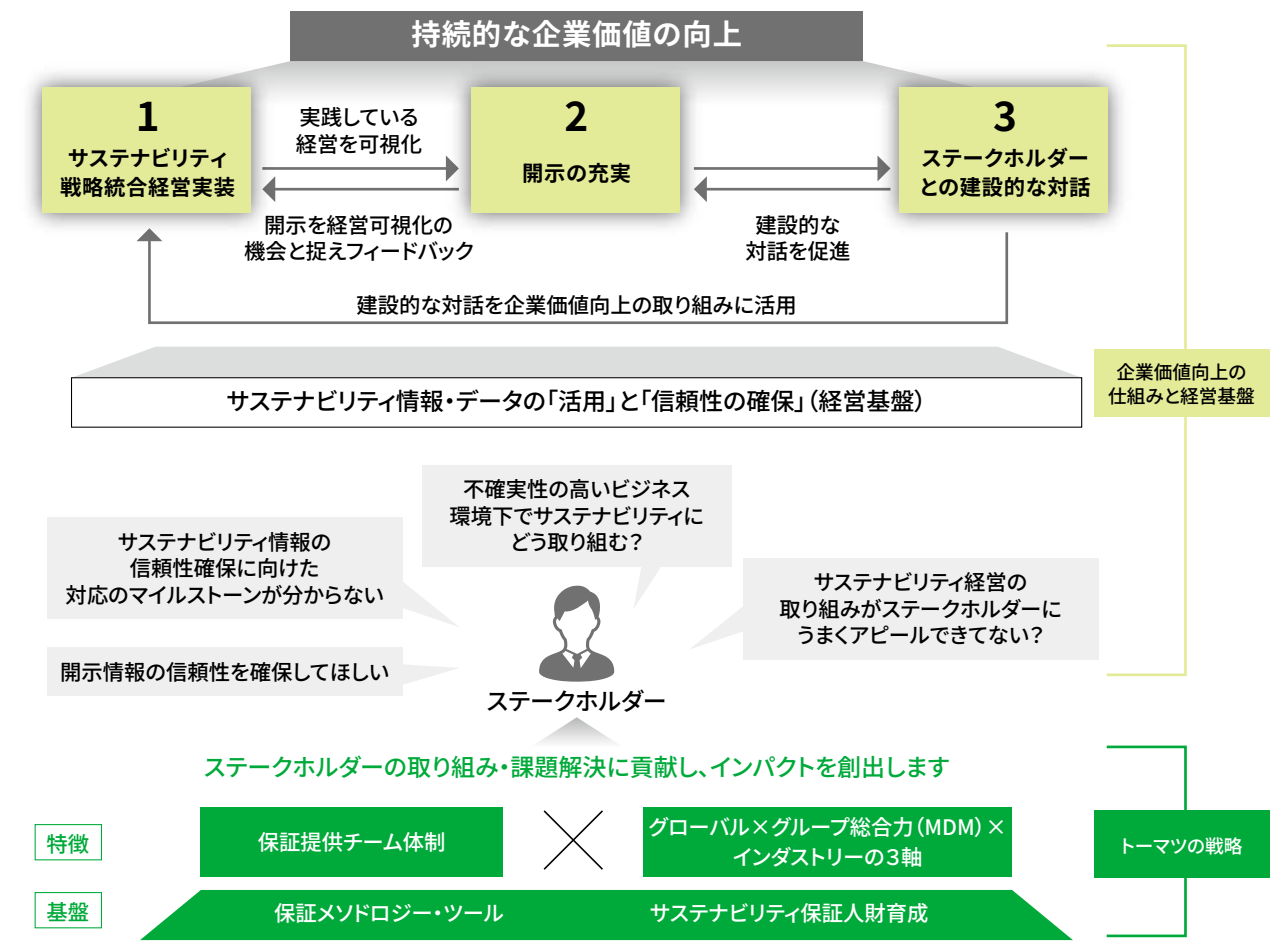 持続的な企業価値の向上
1
サステナビリティ
戦略統合経営実装
実践している
経営を可視化
開示を経営可視化の
機会と捉えフィードバック
2
開示の充実
建設的な
対話を促進
3
ステークホルダー
との建設的な対話
建設的な対話を企業価値向上の取り組みに活用
サステナビリティ情報・データの「活用」と「信頼性の確保」（経営基盤）
企業価値向上の
仕組みと経営基盤
不確実性の高いビジネス
環境下でサステナビリティに
どう取り組む？
サステナビリティ情報の
信頼性確保に向けた
対応のマイルストーンが分からない
サステナビリティ経営の
取り組みがステークホルダーに
うまくアピールできてない？
開示情報の信頼性を確保してほしい
ステークホルダー
ステークホルダーの取り組み・課題解決に貢献し、インパクトを創出します
特徴
保証提供チーム体制
グローバル×グループ総合力（MDM）×
インダストリーの３軸
トーマツの戦略
基盤
保証メソドロジー・ツール
サステナビリティ保証人財育成